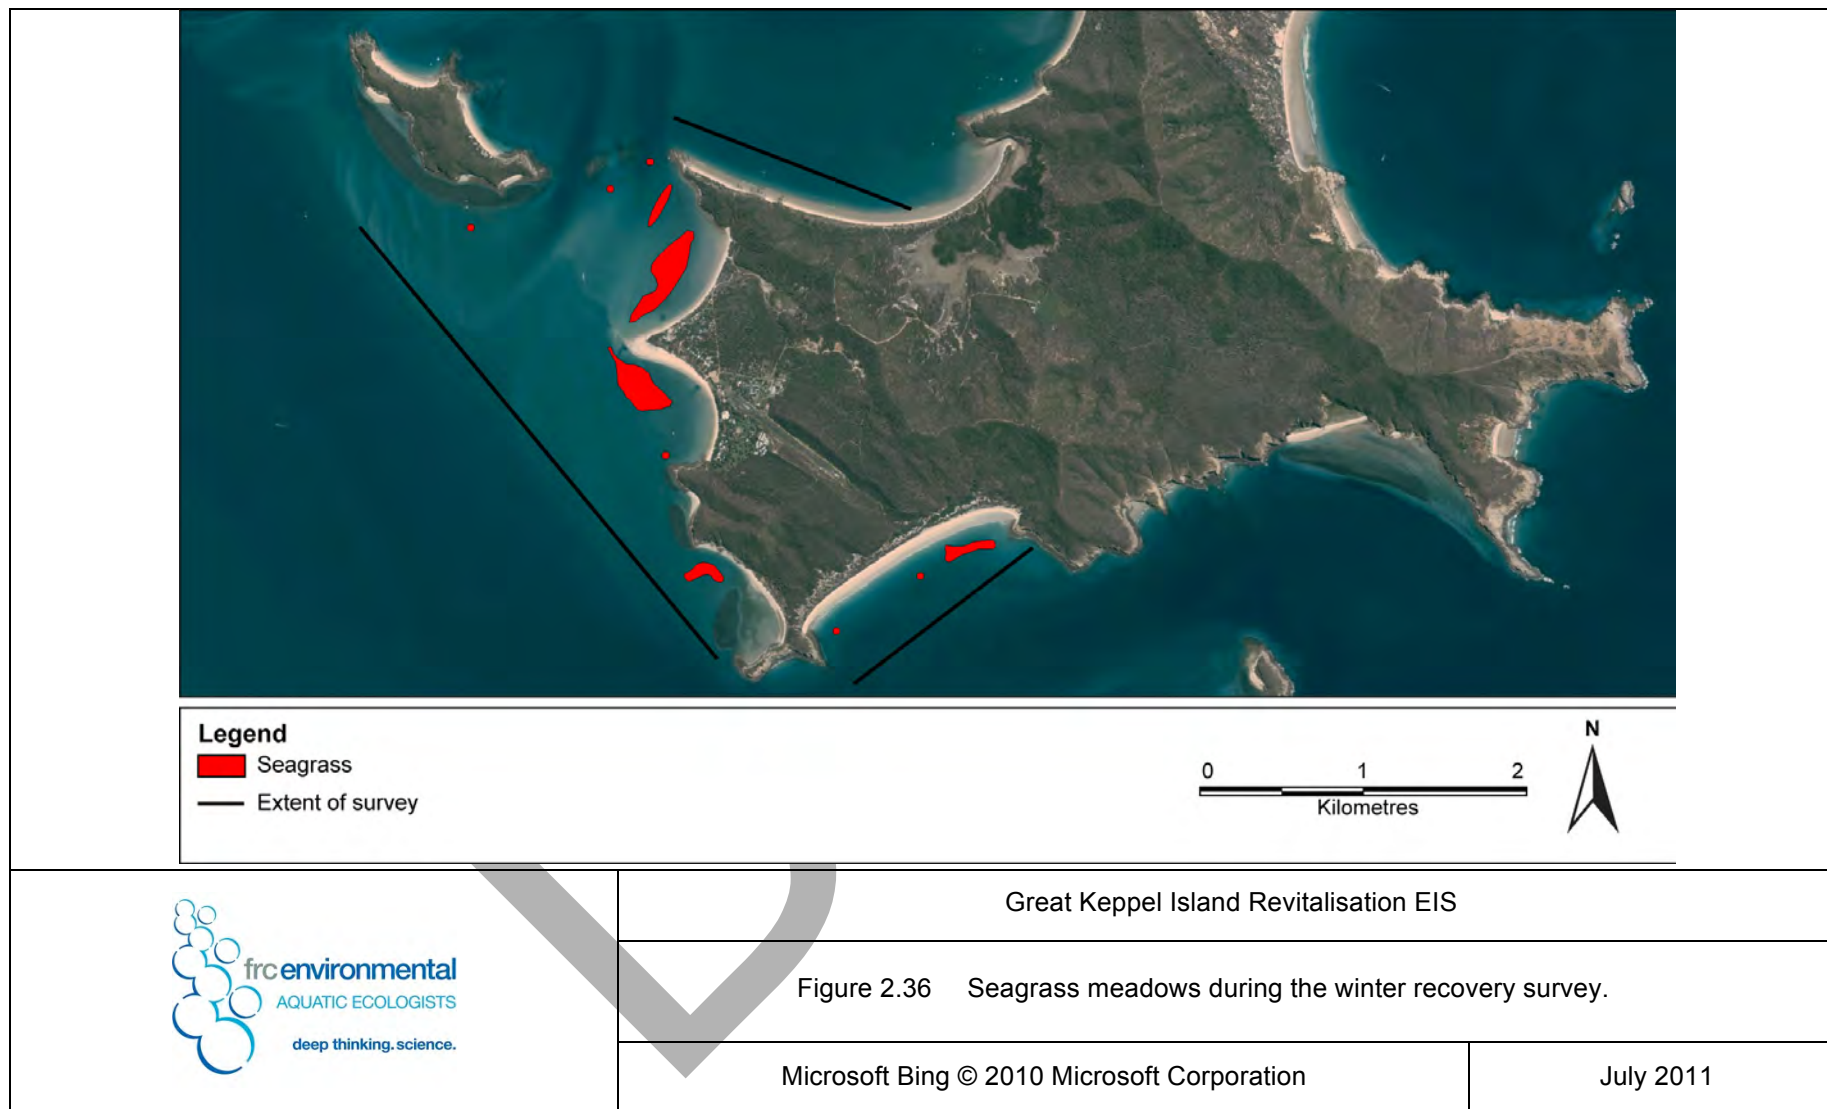 Legend
Seagrass
Extent of survey
0 1 2
Kilometres
N
frc environmental
AQUATIC ECOLOGISTS
deep thinking. science.
Great Keppel Island Revitalisation EIS
Figure 2.36 Seagrass meadows during the winter recovery survey.
Microsoft Bing © 2010 Microsoft Corporation
July 2011